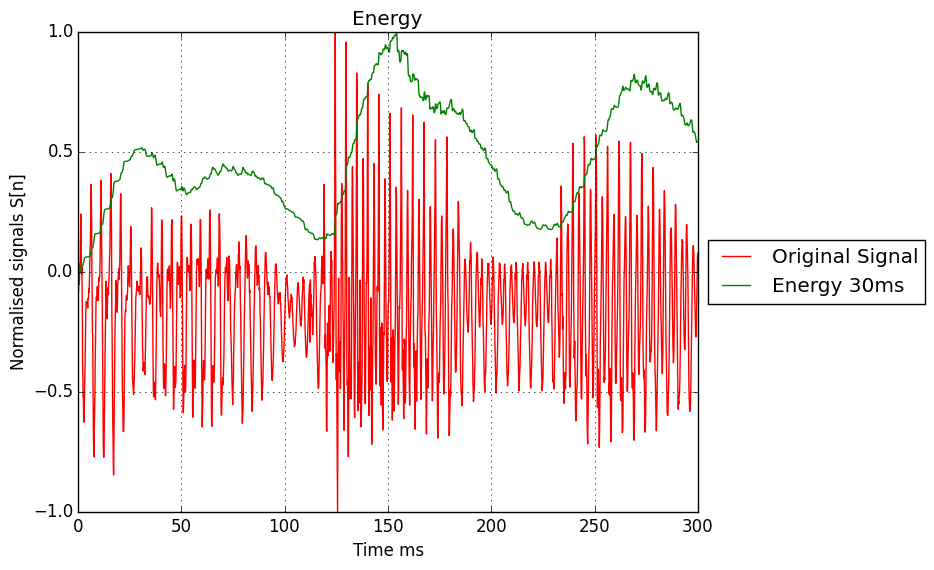 Energy
Normalised signals S[n]
1.0
0.5
0.0
−0.5
−1.0
0 50 100 150 200 250 300
Time ms
Original Signal
Energy 30ms